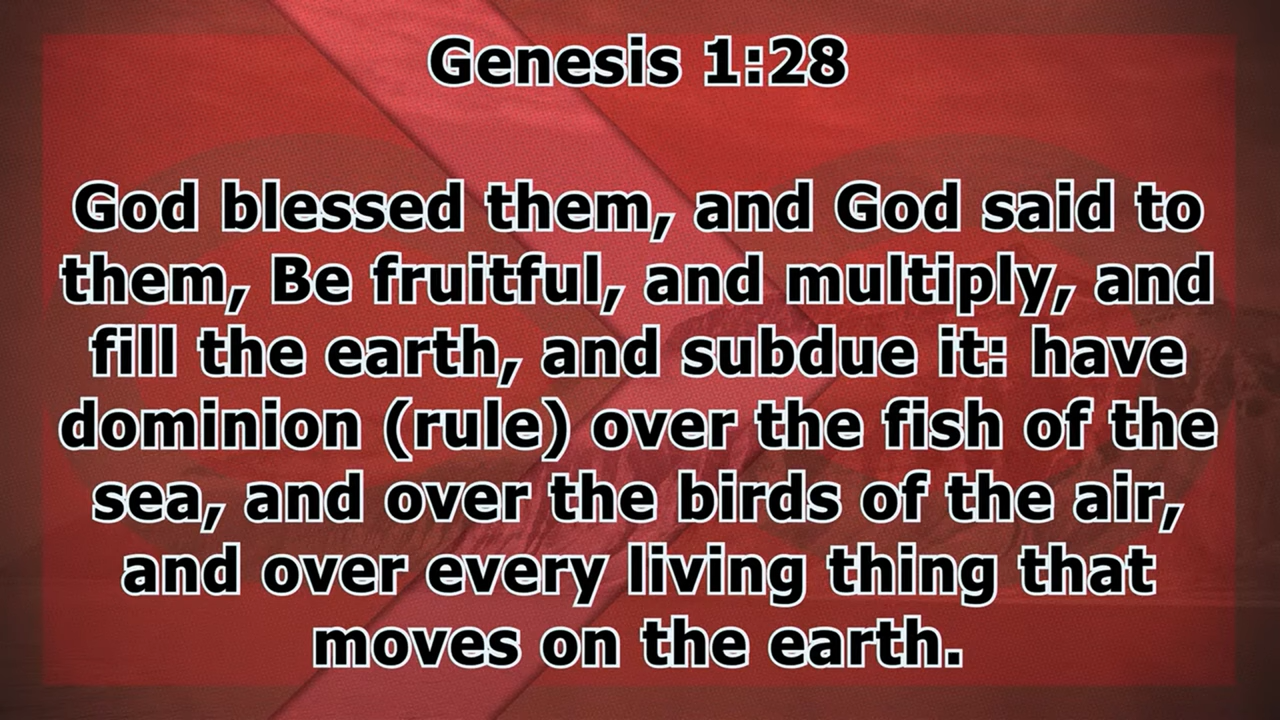 Genesis 1:28
God blessed them, and God said to
them, Be fruitful, and multiply, and
fill the earth, and subdue it: have
dominion (rule) over the fish of the
sea, and over the birds of the air,
and over every living thing that
moves on the earth.